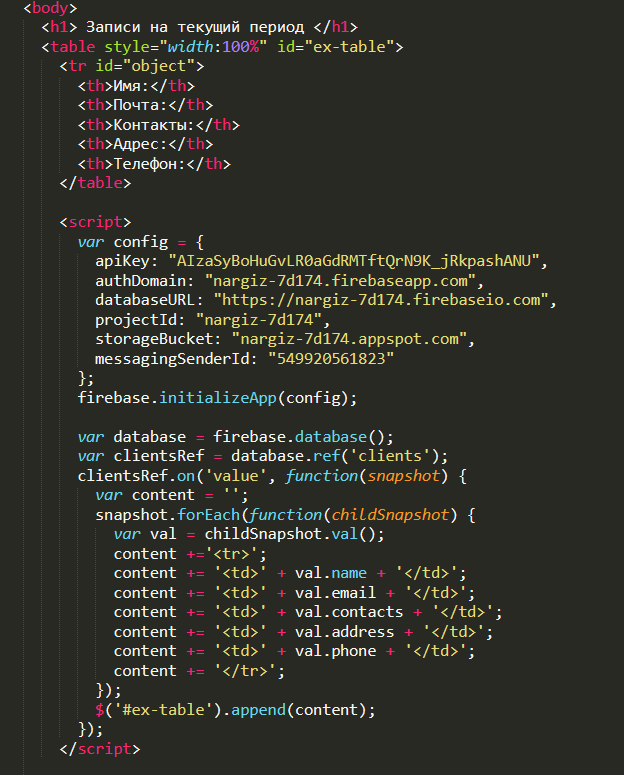 <body>
<h1> Записи на текущий период </h1>
<table style="width:100%" id="ex-table">
<tr id="object">
<th>Имя:</th>
<th>Почта:</th>
<th>Контакты:</th>
<th>Адрес:</th>
<th>Телефон:</th>
</table>
<script>
var config = {
apiKey: "AIzaSyBoHuGvLR0aGdRMTftQrN9K_jRkpashANU",
authDomain: "nargiz-7d174.firebaseapp.com",
databaseURL: "https://nargiz-7d174.firebaseio.com",
projectId: "nargiz-7d174",
storageBucket: "nargiz-7d174.appspot.com",
messagingSenderId: "549920561823"
};
firebase.initializeApp(config);
var database = firebase.database();
var clientsRef = database.ref('clients');
clientsRef.on('value', function(snapshot) {
var content = '';
snapshot.forEach(function(childSnapshot) {
var val = childSnapshot.val();
content +='<tr>';
content += '<td>' + val.name + '</td>';
content += '<td>' + val.email + '</td>';
content += '<td>' + val.contacts + '</td>';
content += '<td>' + val.address + '</td>';
content += '<td>' + val.phone + '</td>';
content += '</tr>';
});
$('#ex-table').append(content);
});
</script>